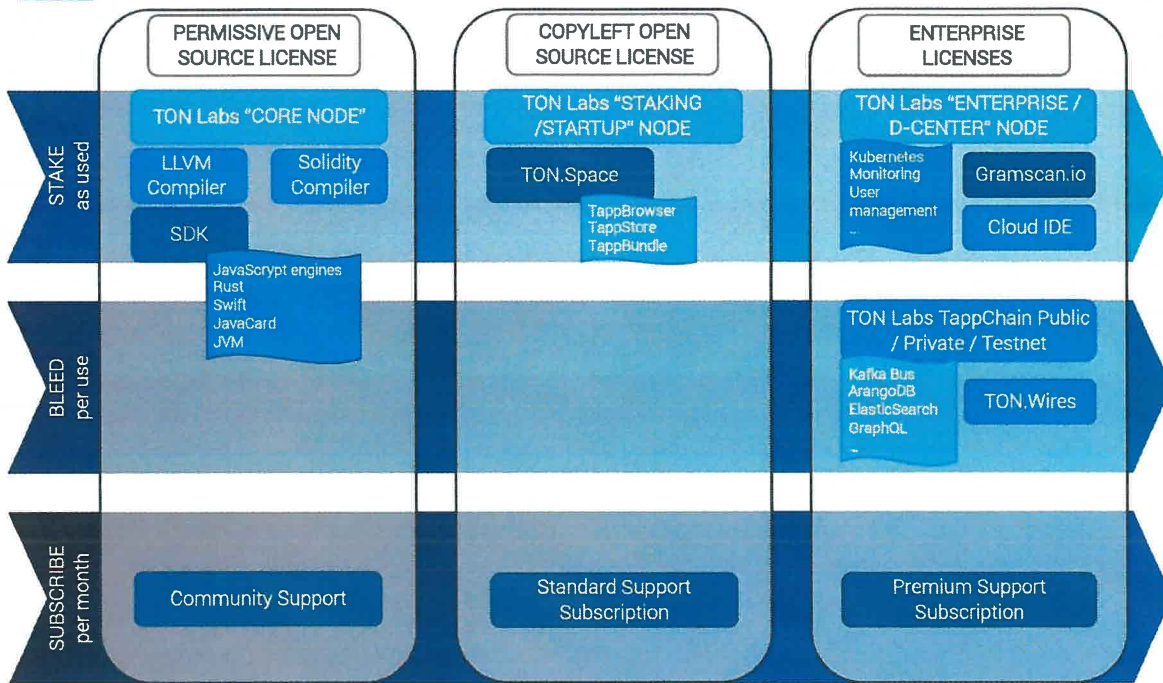 PERMISSIVE OPEN
SOURCE LICENSE
COPYLEFT OPEN
SOURCE LICENSE
ENTERPRISE
LICENSES
STAKE
as used
TON Labs “CORE NODE”
LLVM
Compiler
Solidity
Compiler
SDK
JavaScrypt engines
Rust
Swift
JavaCard
JVM
TON Labs “STAKING
/STARTUP” NODE
TON.Space
TappBrowser
TappStore
TappBundle
TON Labs “ENTERPRISE /
D-CENTER” NODE
Kubernetes
Monitoring
User
management
...
Gramscan.io
Cloud IDE
BLEED
per use
TON Labs TappChain Public
/ Private / Testnet
Kafka Bus
ArangoDB
ElasticSearch
GraphQL
...
TON.Wires
SUBSCRIBE
per month
Community Support
Standard Support
Subscription
Premium Support
Subscription